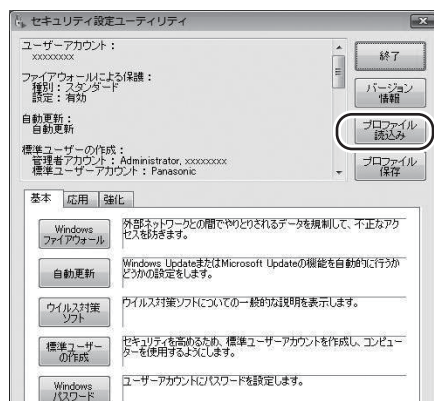 セキュリティ設定ユーティリティ
ユーザーアカウント：
xxxxxxxx
ファイアウォールによる保護：
種別：スタンダード
設定：有効
自動更新：
自動更新
標準ユーザーの作成：
管理者アカウント：Administrator, xxxxxxxx
標準ユーザーアカウント：Panasonic
終了
バージョン
情報
プロファイル
読込み
プロファイル
保存
基本 応用 強化
Windows
ファイアウォール
外部ネットワークとの間でやりとりされるデータを規制して、不正なアク
セスを防ぎます。
自動更新
Windows UpdateまたはMicrosoft Updateの機能を自動的に行うか
どうかの設定をします。
ウイルス対策
ソフト
ウイルス対策ソフトについての一般的な説明を表示します。
標準ユーザー
の作成
セキュリティを高めるため、標準ユーザーアカウントを作成し、コンピュー
ターを使用するようにします。
Windows
パスワード
ユーザーアカウントにパスワードを設定します。